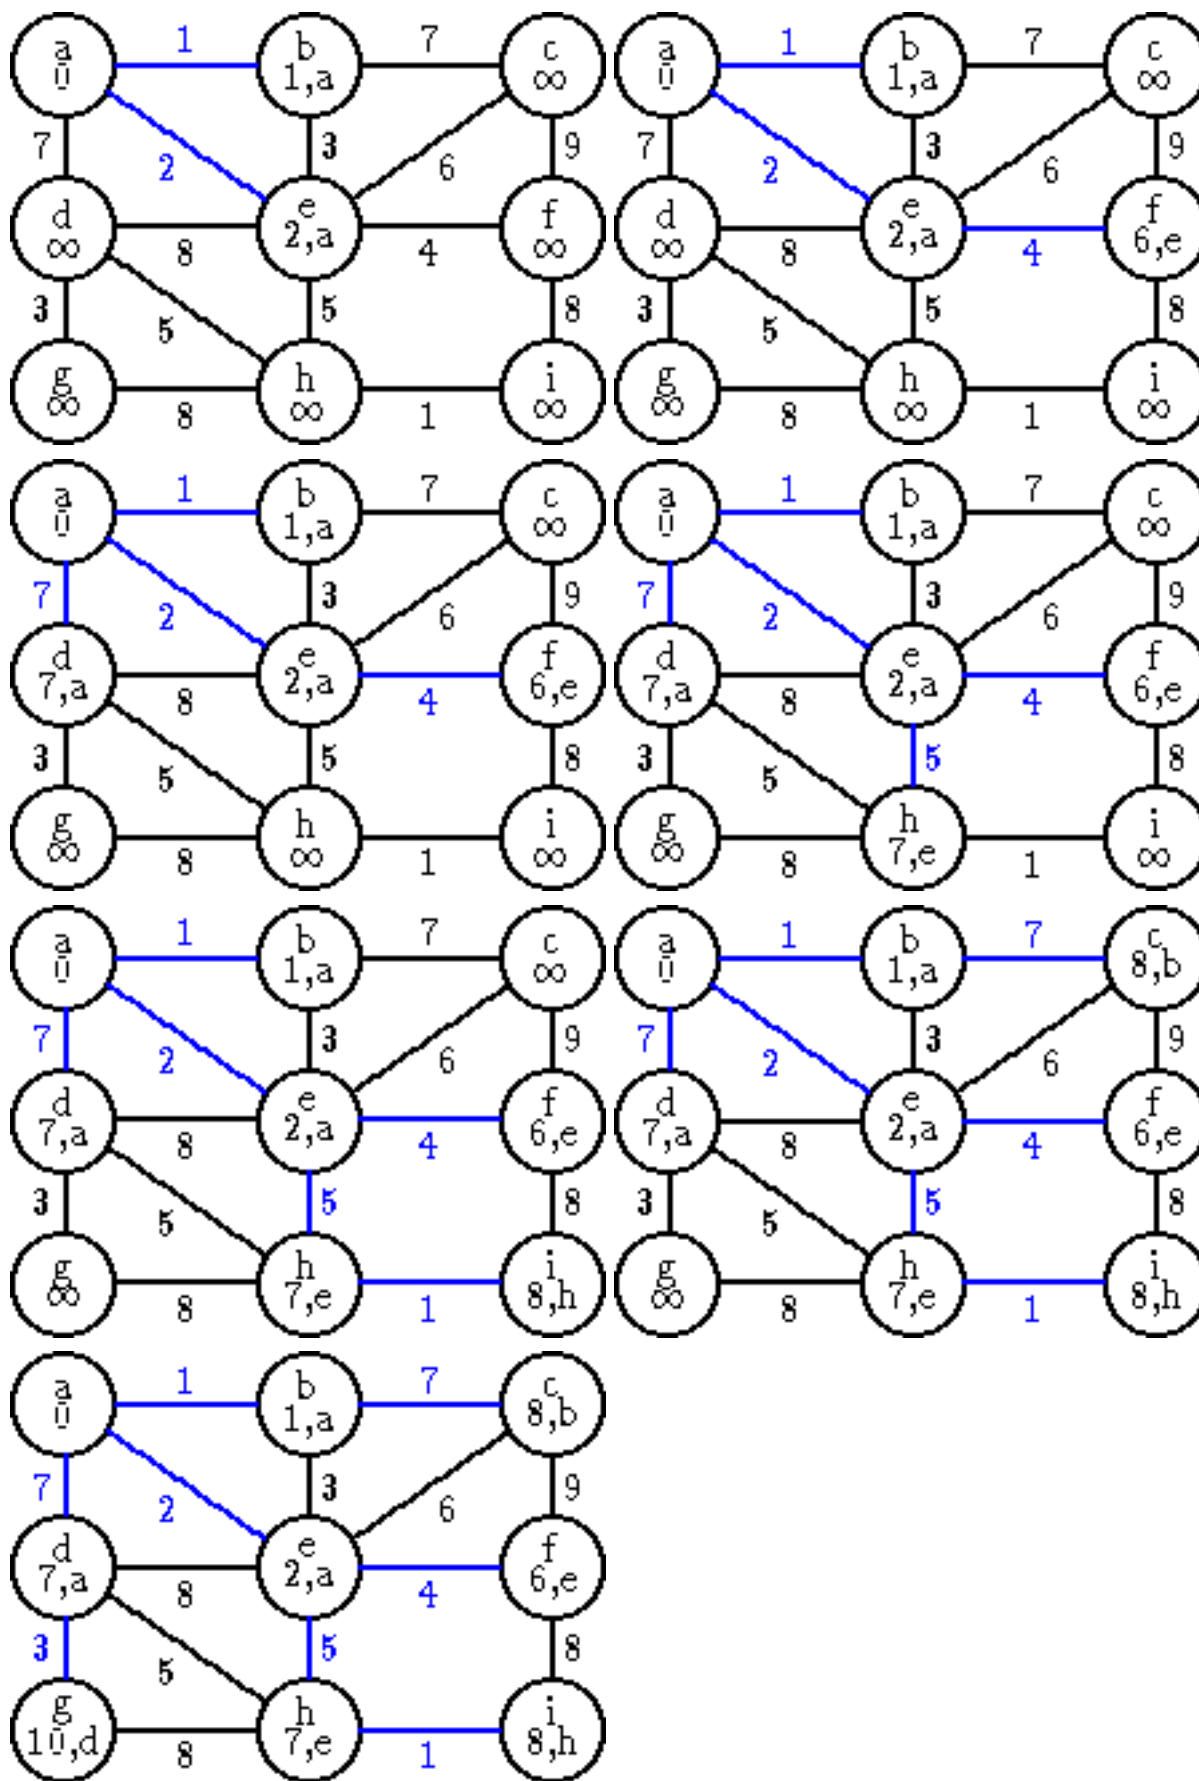 a 1 b 7 c a 1 b 7 c
0 1,a ∞ 0 1,a ∞
7 2 3 6 9 7 2 3 6 9
d e f d e f
∞ 8 2,a 4 ∞ ∞ 8 2,a 4 6,e
3 5 5 8 3 5 5 8
g h i g h i
∞ 8 ∞ 1 ∞ ∞ 8 ∞ 1 ∞
a 1 b 7 c a 1 b 7 c
0 1,a ∞ 0 1,a ∞
7 2 3 6 9 7 2 3 6 9
d e f d e f
7,a 8 2,a 4 6,e 7,a 8 2,a 4 6,e
3 5 5 8 3 5 5 8
g h i g h i
∞ 8 ∞ 1 ∞ ∞ 8 7,e 1 ∞
a 1 b 7 c a 1 b 7 c
0 1,a ∞ 0 1,a 8,b
7 2 3 6 9 7 2 3 6 9
d e f d e f
7,a 8 2,a 4 6,e 7,a 8 2,a 4 6,e
3 5 5 8 3 5 5 8
g h i g h i
∞ 8 7,e 1 8,h ∞ 8 7,e 1 8,h
a 1 b 7 c
0 1,a 8,b
7 2 3 6 9
d e f
7,a 8 2,a 4 6,e
3 5 5 8
g h i
10,d 8 7,e 1 8,h